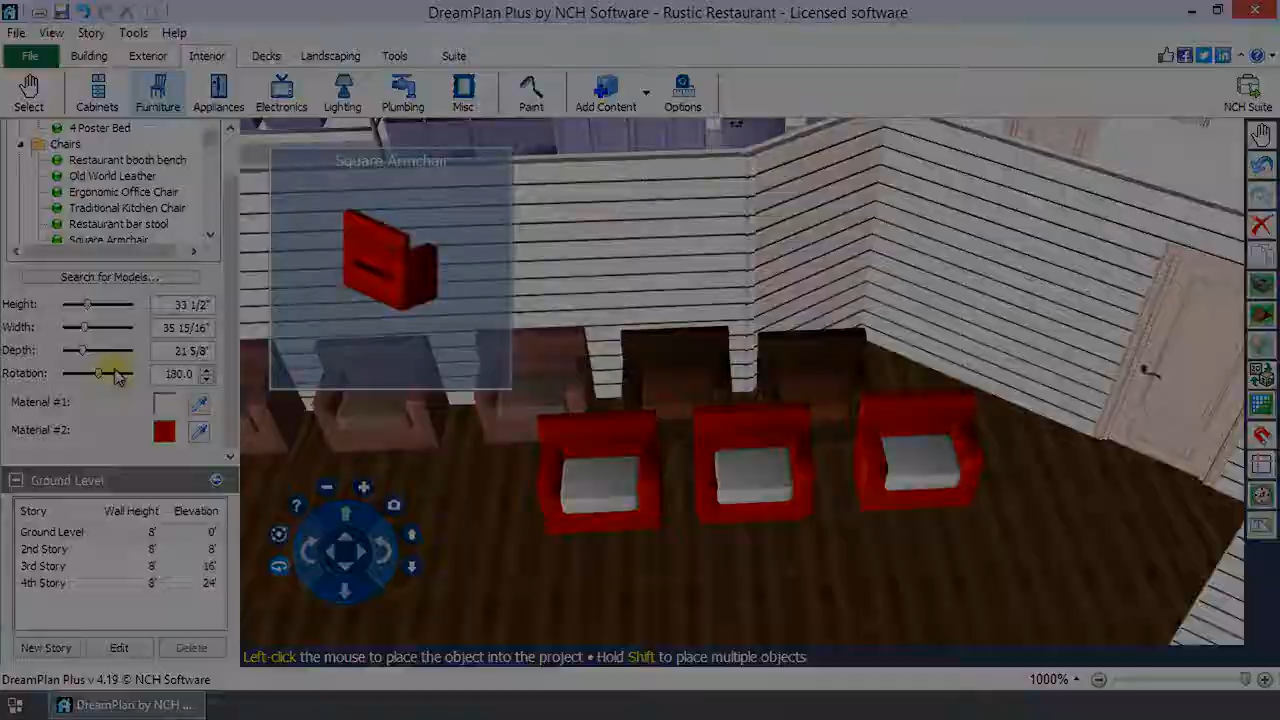 DreamPlan Plus by NCH Software - Rustic Restaurant - Licensed software
File View Story Tools Help
File Building Exterior Interior Decks Landscaping Tools Suite
Select Cabinets Furniture Appliances Electronics Lighting Plumbing Misc Paint Add Content Options NCH Suite
4 Poster Bed
Chairs
Restaurant booth bench
Old World Leather
Ergonomic Office Chair
Traditional Kitchen Chair
Restaurant bar stool
Square Armchair
Square Armchair
Search for Models...
Height: 33 1/2"
Width: 35 15/16"
Depth: 21 5/8"
Rotation: 180.0
Material #1:
Material #2:
Ground Level
Story Wall Height Elevation
Ground Level 8' 0'
2nd Story 8' 8'
3rd Story 8' 16'
4th Story 8' 24'
New Story Edit Delete
Left-click the mouse to place the object into the project • Hold Shift to place multiple objects
DreamPlan Plus v 4.19 © NCH Software 1000%
DreamPlan by NCH ...